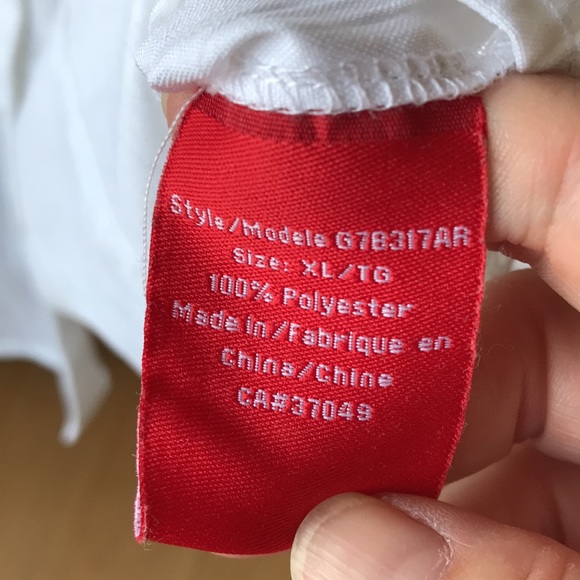 Style/Modele G7B317AR
Size: XL/TG
100% Polyester
Made in/Fabrique en
China/Chine
CA#37049